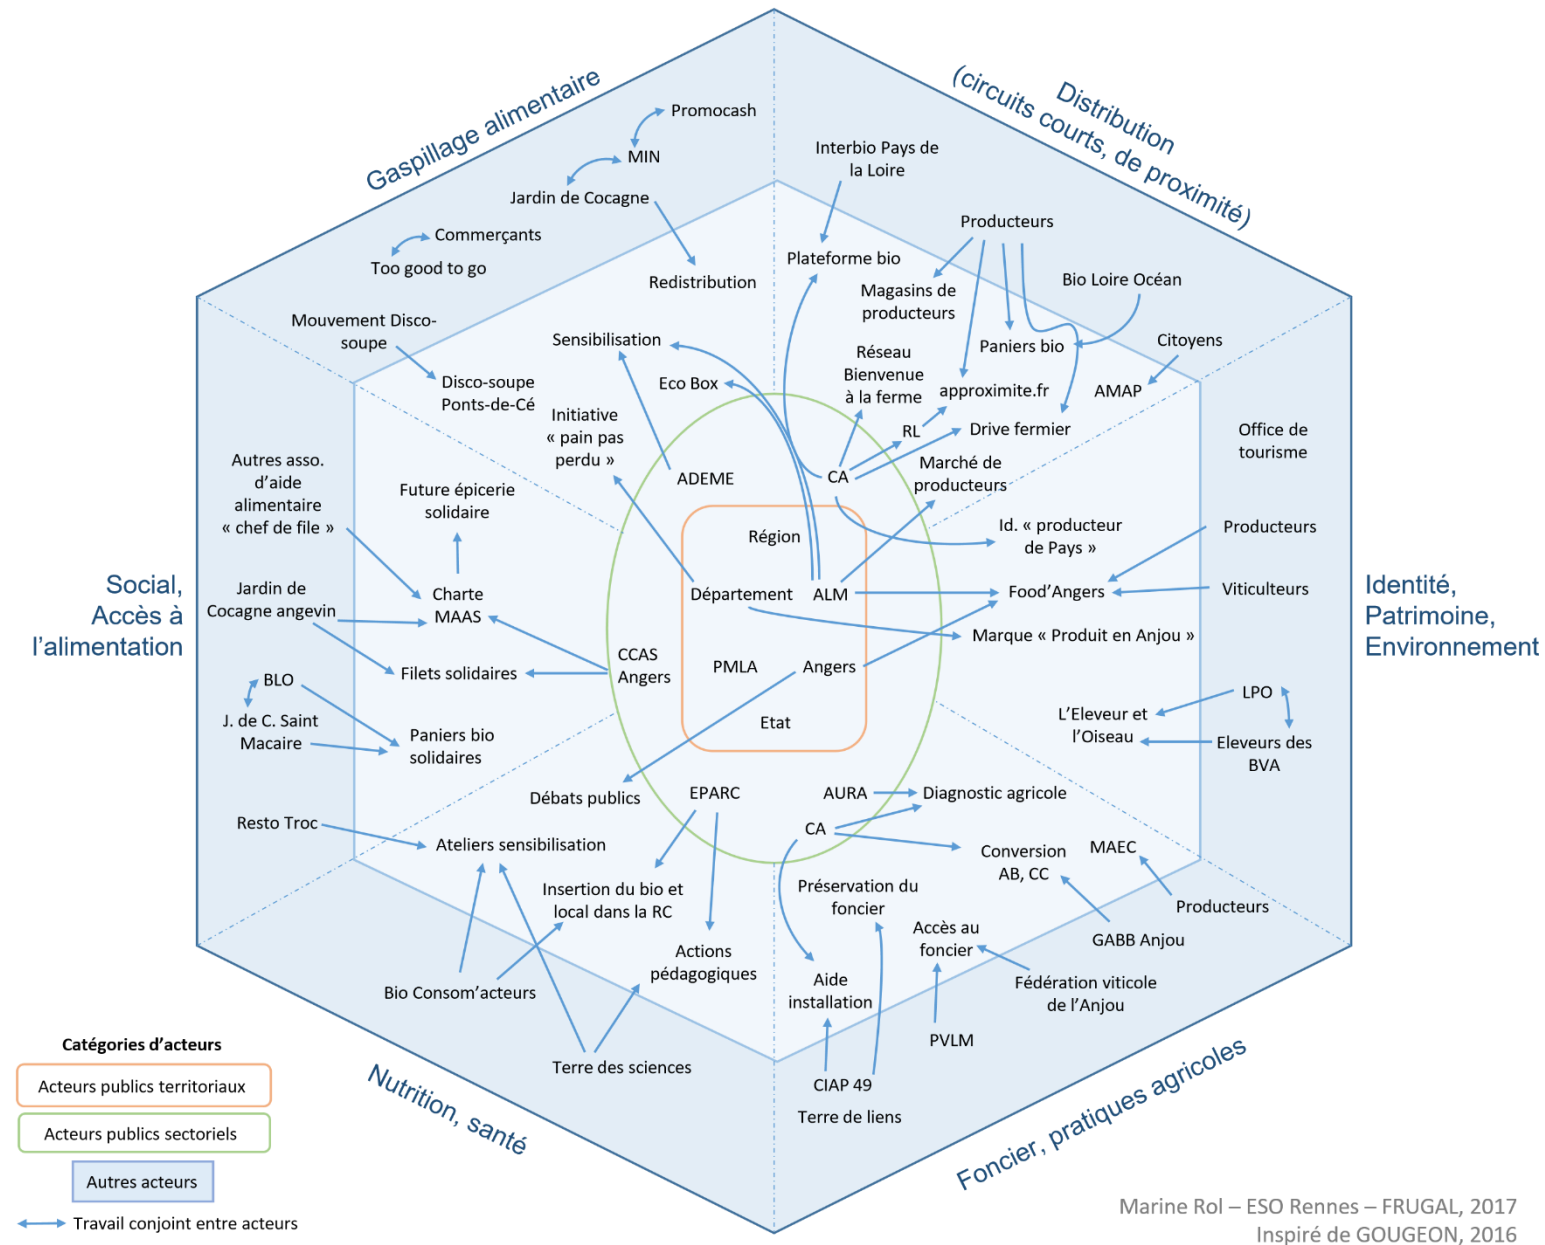 Gaspillage alimentaire
Distribution
(circuits courts, de proximité)
Promocash
MIN
Jardin de Cocagne
Commerçants
Too good to go
Redistribution
Mouvement Disco-
soupe
Disco-soupe
Ponts-de-Cé
Sensibilisation
Eco Box
Initiative
« pain pas
perdu »
Interbio Pays de
la Loire
Plateforme bio
Producteurs
Magasins de
producteurs
Bio Loire Océan
Paniers bio
Citoyens
AMAP
Réseau
Bienvenue
à la ferme
approximite.fr
RL
Drive fermier
Marché de
producteurs
CA
ADEME
Office de
tourisme
Autres asso.
d’aide
alimentaire
« chef de file »
Future épicerie
solidaire
Charte
MAAS
Jardin de
Cocagne angevin
Filets solidaires
CCAS
Angers
BLO
J. de C. Saint
Macaire
Paniers bio
solidaires
Social,
Accès à
l’alimentation
Région
Département
ALM
PMLA
Angers
Etat
Id. « producteur
de Pays »
Producteurs
Food’Angers
Viticulteurs
Marque « Produit en Anjou »
LPO
L’Eleveur et
l’Oiseau
Eleveurs des
BVA
Identité,
Patrimoine,
Environnement
Resto Troc
Débats publics
EPARC
Ateliers sensibilisation
Insertion du bio et
local dans la RC
Actions
pédagogiques
Bio Consom’acteurs
Terre des sciences
AURA
Diagnostic agricole
CA
Conversion
AB, CC
MAEC
Producteurs
GABB Anjou
Préservation du
foncier
Accès au
foncier
Fédération viticole
de l’Anjou
Aide
installation
PVLM
CIAP 49
Terre de liens
Nutrition, santé
Foncier, pratiques agricoles
Catégories d’acteurs
Acteurs publics territoriaux
Acteurs publics sectoriels
Autres acteurs
Travail conjoint entre acteurs
Marine Rol – ESO Rennes – FRUGAL, 2017
Inspiré de GOUGEON, 2016